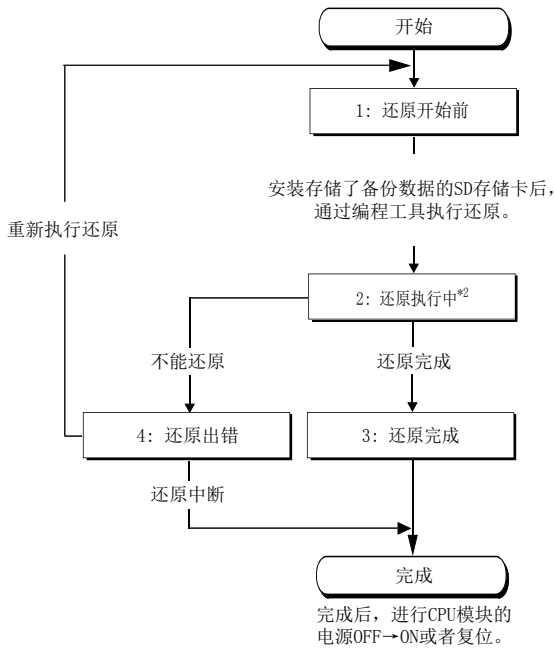 开始
1: 还原开始前
安装存储了备份数据的SD存储卡后，
通过编程工具执行还原。
重新执行还原
2: 还原执行中*2
不能还原
还原完成
4: 还原出错
3: 还原完成
还原中断
完成
完成后，进行CPU模块的
电源OFF→ON或者复位。